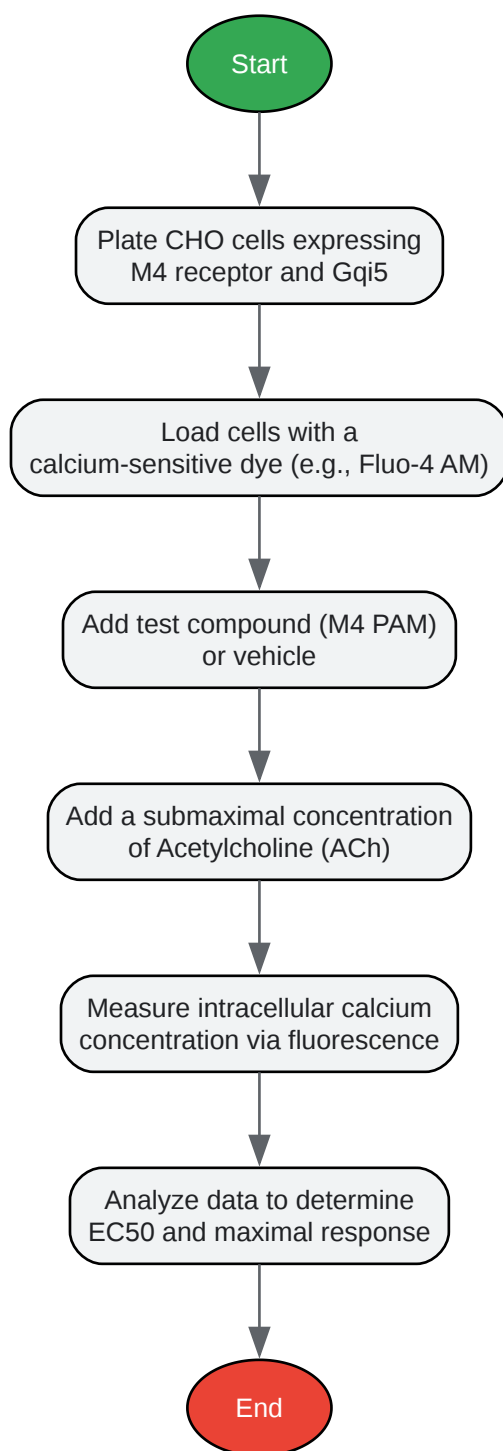 Start
Plate CHO cells expressing
M4 receptor and Gqi5
Load cells with a
calcium-sensitive dye (e.g., Fluo-4 AM)
Add test compound (M4 PAM)
or vehicle
Add a submaximal concentration
of Acetylcholine (ACh)
Measure intracellular calcium
concentration via fluorescence
Analyze data to determine
EC50 and maximal response
End